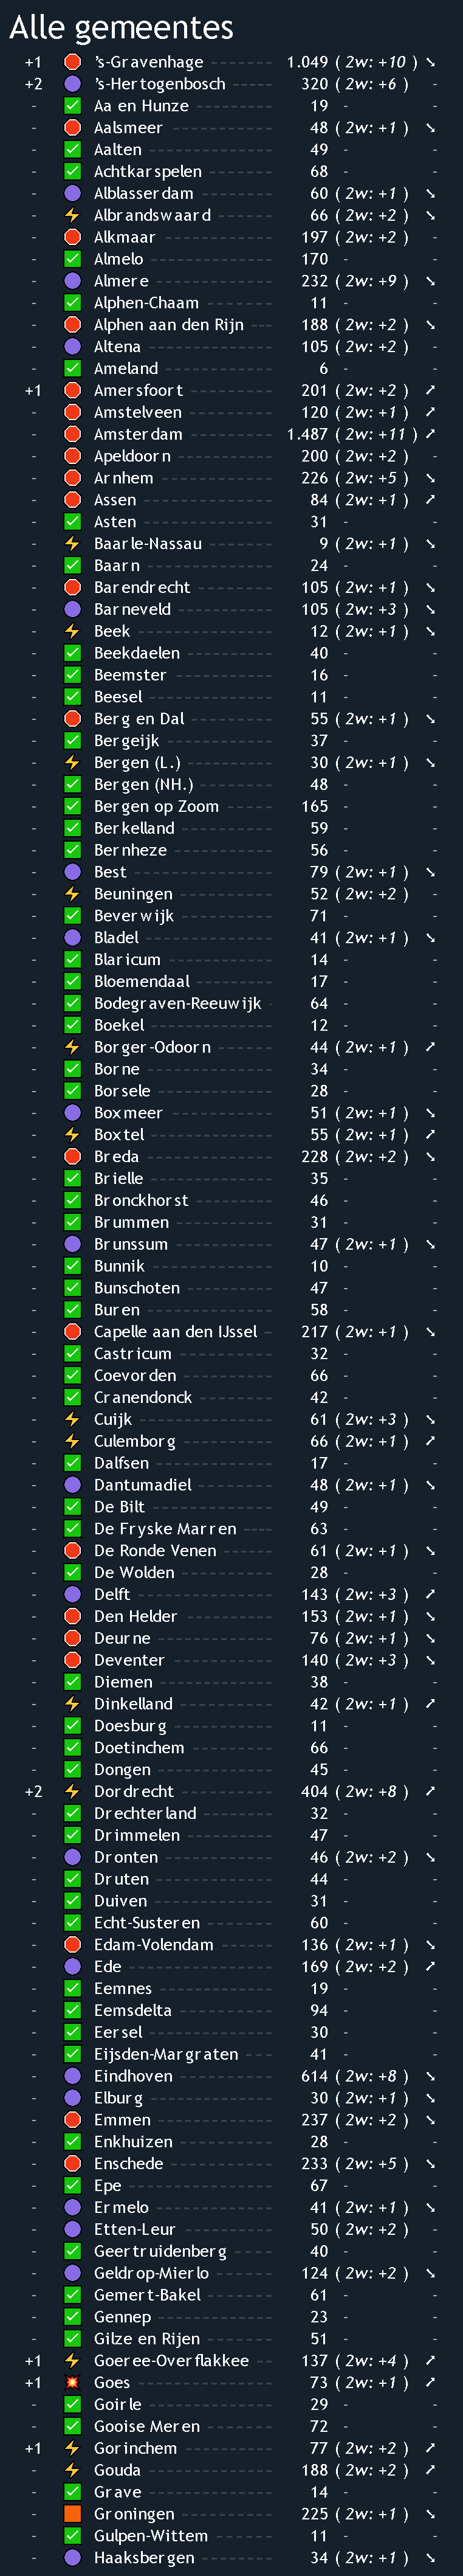 Alle gemeentes
+1 's-Gravenhage 1.049 ( 2w: +10 ) ↘
+2 's-Hertogenbosch 320 ( 2w: +6 ) -
- Aa en Hunze 19 - -
- Aalsmeer 48 ( 2w: +1 ) ↘
- Aalten 49 - -
- Achtkarspelen 68 - -
- Alblasserdam 60 ( 2w: +1 ) ↘
- Albrandswaard 66 ( 2w: +2 ) ↘
- Alkmaar 197 ( 2w: +2 ) -
- Almelo 170 - -
- Almere 232 ( 2w: +9 ) ↘
- Alphen-Chaam 11 - -
- Alphen aan den Rijn 188 ( 2w: +2 ) ↘
- Altena 105 ( 2w: +2 ) -
- Ameland 6 - -
+1 Amersfoort 201 ( 2w: +2 ) ↗
- Amstelveen 120 ( 2w: +1 ) ↗
- Amsterdam 1.487 ( 2w: +11 ) ↗
- Apeldoorn 200 ( 2w: +2 ) -
- Arnhem 226 ( 2w: +5 ) ↘
- Assen 84 ( 2w: +1 ) ↗
- Asten 31 - -
- Baarle-Nassau 9 ( 2w: +1 ) ↘
- Baarn 24 - -
- Barendrecht 105 ( 2w: +1 ) ↘
- Barneveld 105 ( 2w: +3 ) ↘
- Beek 12 ( 2w: +1 ) ↘
- Beekdaelen 40 - -
- Beemster 16 - -
- Beesel 11 - -
- Berg en Dal 55 ( 2w: +1 ) ↘
- Bergeijk 37 - -
- Bergen (L.) 30 ( 2w: +1 ) ↘
- Bergen (NH.) 48 - -
- Bergen op Zoom 165 - -
- Berkelland 59 - -
- Bernheze 56 - -
- Best 79 ( 2w: +1 ) ↘
- Beuningen 52 ( 2w: +2 ) -
- Beverwijk 71 - -
- Bladel 41 ( 2w: +1 ) ↘
- Blaricum 14 - -
- Bloemendaal 17 - -
- Bodegraven-Reeuwijk 64 - -
- Boekel 12 - -
- Borger-Odoorn 44 ( 2w: +1 ) ↗
- Borne 34 - -
- Borsele 28 - -
- Boxmeer 51 ( 2w: +1 ) ↘
- Boxtel 55 ( 2w: +1 ) ↗
- Breda 228 ( 2w: +2 ) ↘
- Brielle 35 - -
- Bronckhorst 46 - -
- Brummen 31 - -
- Brunssum 47 ( 2w: +1 ) ↘
- Bunnik 10 - -
- Bunschoten 47 - -
- Buren 58 - -
- Capelle aan den IJssel 217 ( 2w: +1 ) ↘
- Castricum 32 - -
- Coevorden 66 - -
- Cranendonck 42 - -
- Cuijk 61 ( 2w: +3 ) ↘
- Culemborg 66 ( 2w: +1 ) ↗
- Dalfsen 17 - -
- Dantumadiel 48 ( 2w: +1 ) ↘
- De Bilt 49 - -
- De Fryske Marren 63 - -
- De Ronde Venen 61 ( 2w: +1 ) ↘
- De Wolden 28 - -
- Delft 143 ( 2w: +3 ) ↗
- Den Helder 153 ( 2w: +1 ) ↘
- Deurne 76 ( 2w: +1 ) ↘
- Deventer 140 ( 2w: +3 ) ↘
- Diemen 38 - -
- Dinkelland 42 ( 2w: +1 ) ↗
- Doesburg 11 - -
- Doetinchem 66 - -
- Dongen 45 - -
+2 Dordrecht 404 ( 2w: +8 ) ↗
- Drechterland 32 - -
- Drimmelen 47 - -
- Dronten 46 ( 2w: +2 ) ↘
- Druten 44 - -
- Duiven 31 - -
- Echt-Susteren 60 - -
- Edam-Volendam 136 ( 2w: +1 ) ↘
- Ede 169 ( 2w: +2 ) ↗
- Eemnes 19 - -
- Eemsdelta 94 - -
- Eersel 30 - -
- Eijsden-Margraten 41 - -
- Eindhoven 614 ( 2w: +8 ) ↘
- Elburg 30 ( 2w: +1 ) ↘
- Emmen 237 ( 2w: +2 ) ↘
- Enkhuizen 28 - -
- Enschede 233 ( 2w: +5 ) ↘
- Epe 67 - -
- Ermelo 41 ( 2w: +1 ) ↘
- Etten-Leur 50 ( 2w: +2 ) -
- Geertruidenberg 40 - -
- Geldrop-Mierlo 124 ( 2w: +2 ) ↘
- Gemert-Bakel 61 - -
- Gennep 23 - -
- Gilze en Rijen 51 - -
+1 Goeree-Overflakkee 137 ( 2w: +4 ) ↗
+1 Goes 73 ( 2w: +1 ) ↗
- Goirle 29 - -
- Gooise Meren 72 - -
+1 Gorinchem 77 ( 2w: +2 ) ↗
- Gouda 188 ( 2w: +2 ) ↗
- Grave 14 - -
- Groningen 225 ( 2w: +1 ) ↘
- Gulpen-Wittem 11 - -
- Haaksbergen 34 ( 2w: +1 ) ↘